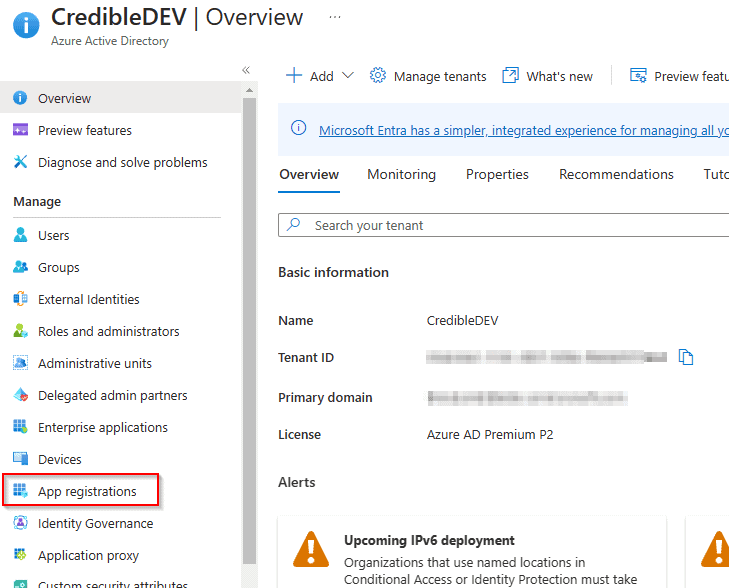 CredibleDEV | Overview ...
Azure Active Directory
Overview
Preview features
Diagnose and solve problems
Manage
Users
Groups
External Identities
Roles and administrators
Administrative units
Delegated admin partners
Enterprise applications
Devices
App registrations
Identity Governance
Application proxy
Custom security attributes
Add
Manage tenants
What's new
Preview featu
Microsoft Entra has a simpler, integrated experience for managing all yo
Overview
Monitoring
Properties
Recommendations
Tuto
Search your tenant
Basic information
Name
CredibleDEV
Tenant ID
Primary domain
License
Azure AD Premium P2
Alerts
Upcoming IPv6 deployment
Organizations that use named locations in
Conditional Access or Identity Protection must take